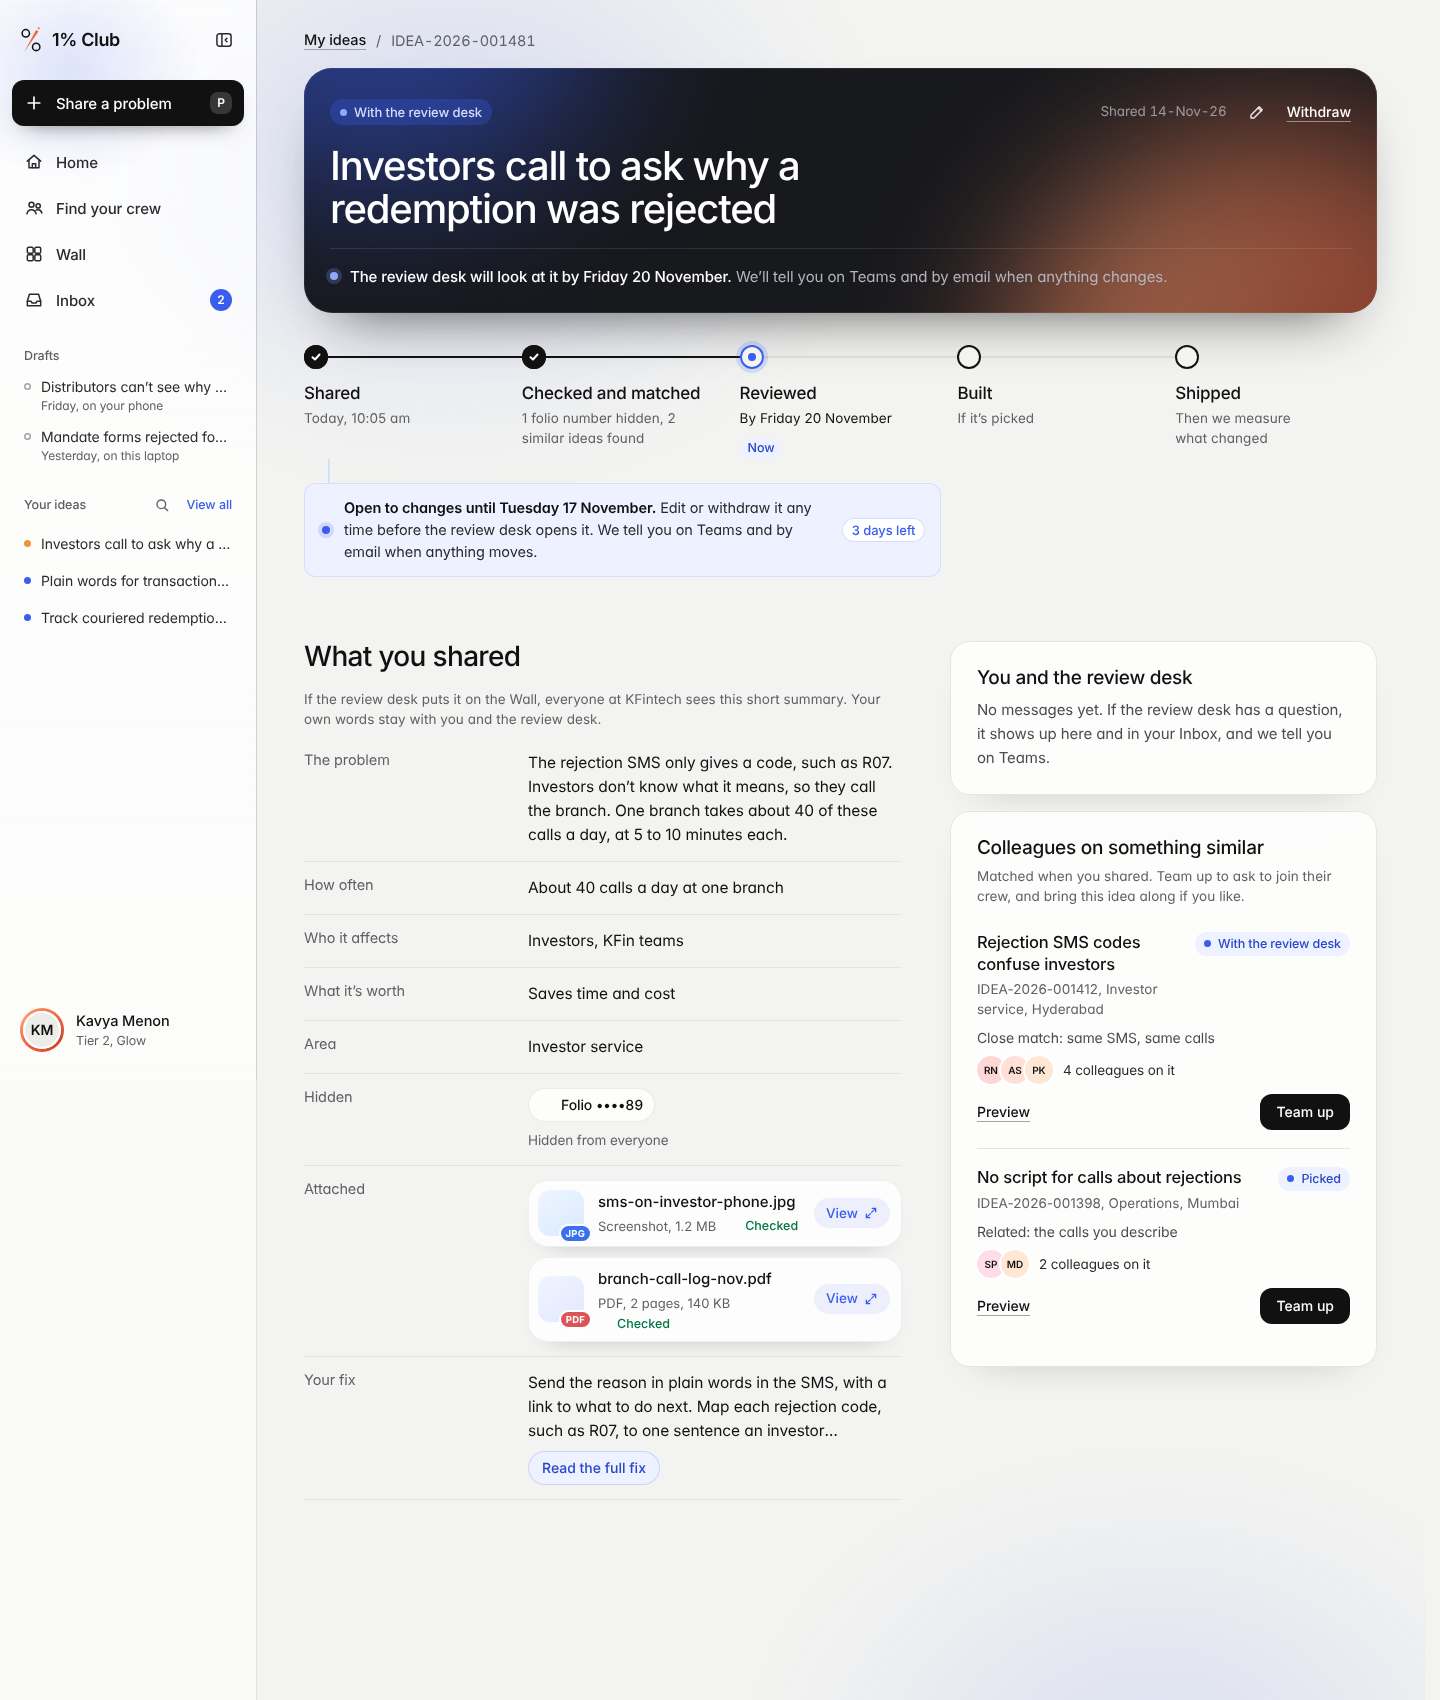 1% Club
Share a problem P
Home
Find your crew
Wall
Inbox 2
Drafts
Distributors can’t see why ...
Friday, on your phone
Mandate forms rejected fo...
Yesterday, on this laptop
Your ideas View all
Investors call to ask why a ...
Plain words for transaction...
Track couriered redemptio...
KM
Kavya Menon
Tier 2, Glow
My ideas / IDEA-2026-001481
With the review desk
Shared 14-Nov-26 Withdraw
Investors call to ask why a
redemption was rejected
The review desk will look at it by Friday 20 November. We’ll tell you on Teams and by email when anything changes.
Shared
Today, 10:05 am
Checked and matched
1 folio number hidden, 2
similar ideas found
Reviewed
By Friday 20 November
Now
Built
If it’s picked
Shipped
Then we measure
what changed
Open to changes until Tuesday 17 November. Edit or withdraw it any
time before the review desk opens it. We tell you on Teams and by
email when anything moves.
3 days left
What you shared
If the review desk puts it on the Wall, everyone at KFintech sees this short summary. Your
own words stay with you and the review desk.
The problem
The rejection SMS only gives a code, such as R07.
Investors don’t know what it means, so they call
the branch. One branch takes about 40 of these
calls a day, at 5 to 10 minutes each.
How often
About 40 calls a day at one branch
Who it affects
Investors, KFin teams
What it’s worth
Saves time and cost
Area
Investor service
Hidden
Folio ••••89
Hidden from everyone
Attached
JPG
sms-on-investor-phone.jpg
Screenshot, 1.2 MB Checked
View
PDF
branch-call-log-nov.pdf
PDF, 2 pages, 140 KB
Checked
View
Your fix
Send the reason in plain words in the SMS, with a
link to what to do next. Map each rejection code,
such as R07, to one sentence an investor...
Read the full fix
You and the review desk
No messages yet. If the review desk has a question,
it shows up here and in your Inbox, and we tell you
on Teams.
Colleagues on something similar
Matched when you shared. Team up to ask to join their
crew, and bring this idea along if you like.
Rejection SMS codes
confuse investors
With the review desk
IDEA-2026-001412, Investor
service, Hyderabad
Close match: same SMS, same calls
RN AS PK 4 colleagues on it
Preview Team up
No script for calls about rejections
Picked
IDEA-2026-001398, Operations, Mumbai
Related: the calls you describe
SP MD 2 colleagues on it
Preview Team up